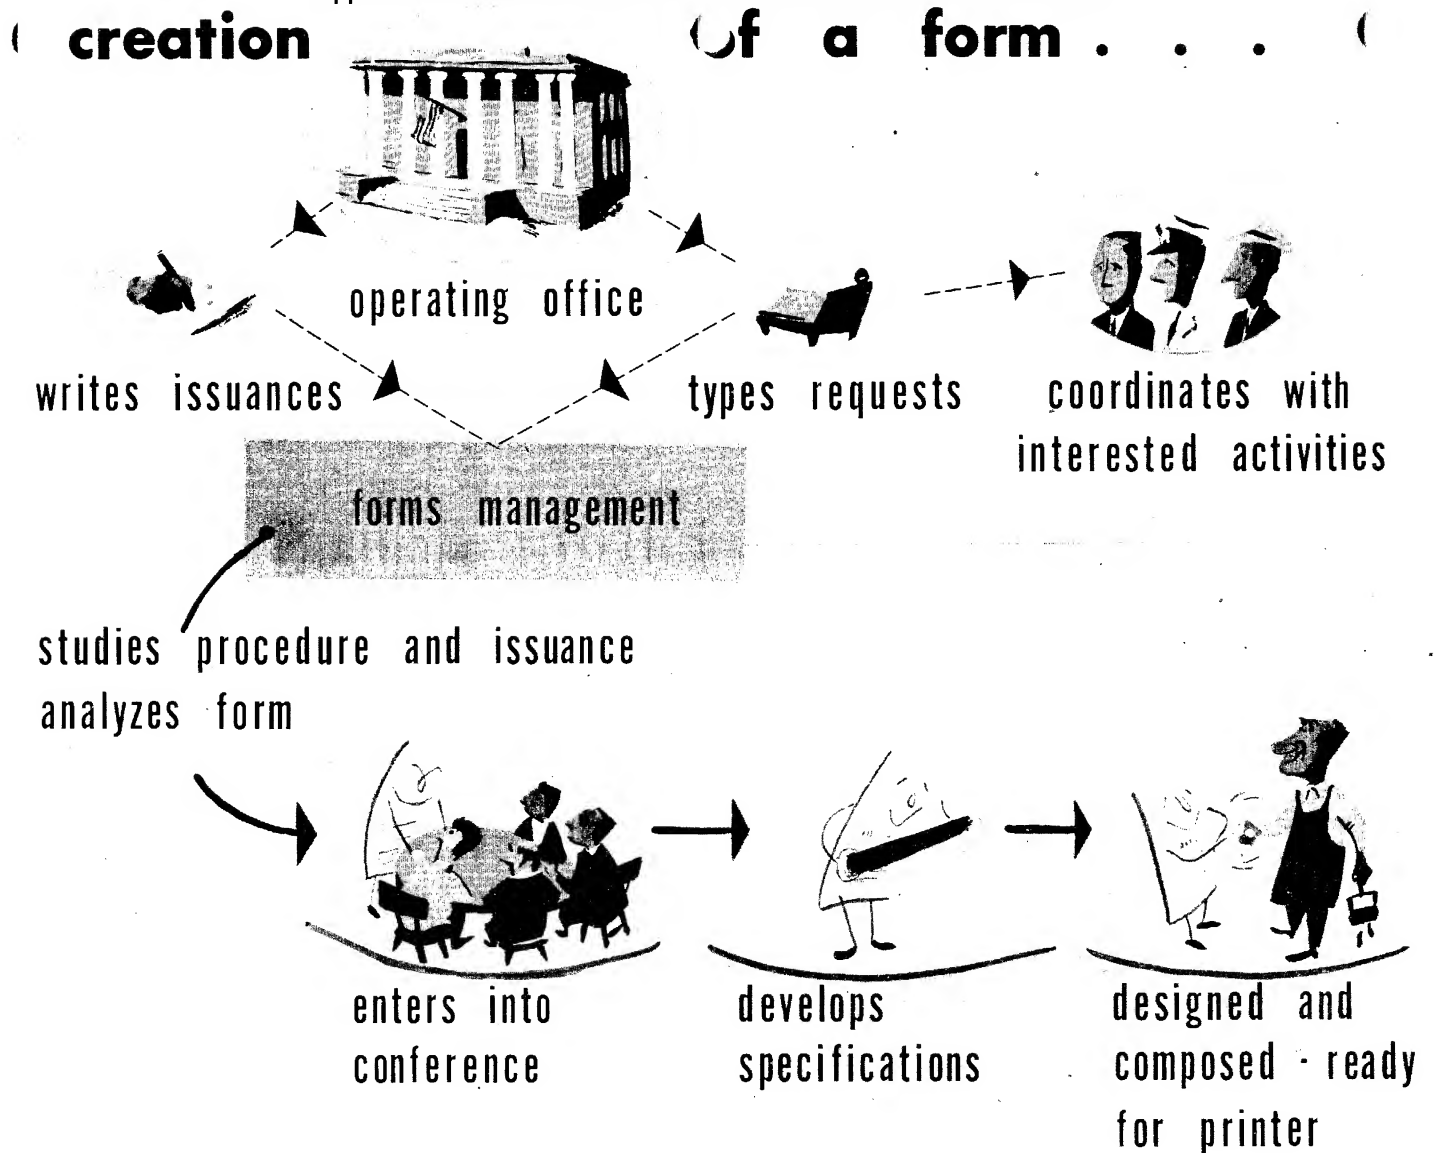 creation of a form . . .
operating office
writes issuances
types requests
coordinates with
interested activities
forms management
studies procedure and issuance
analyzes form
enters into
conference
develops
specifications
designed and
composed - ready
for printer